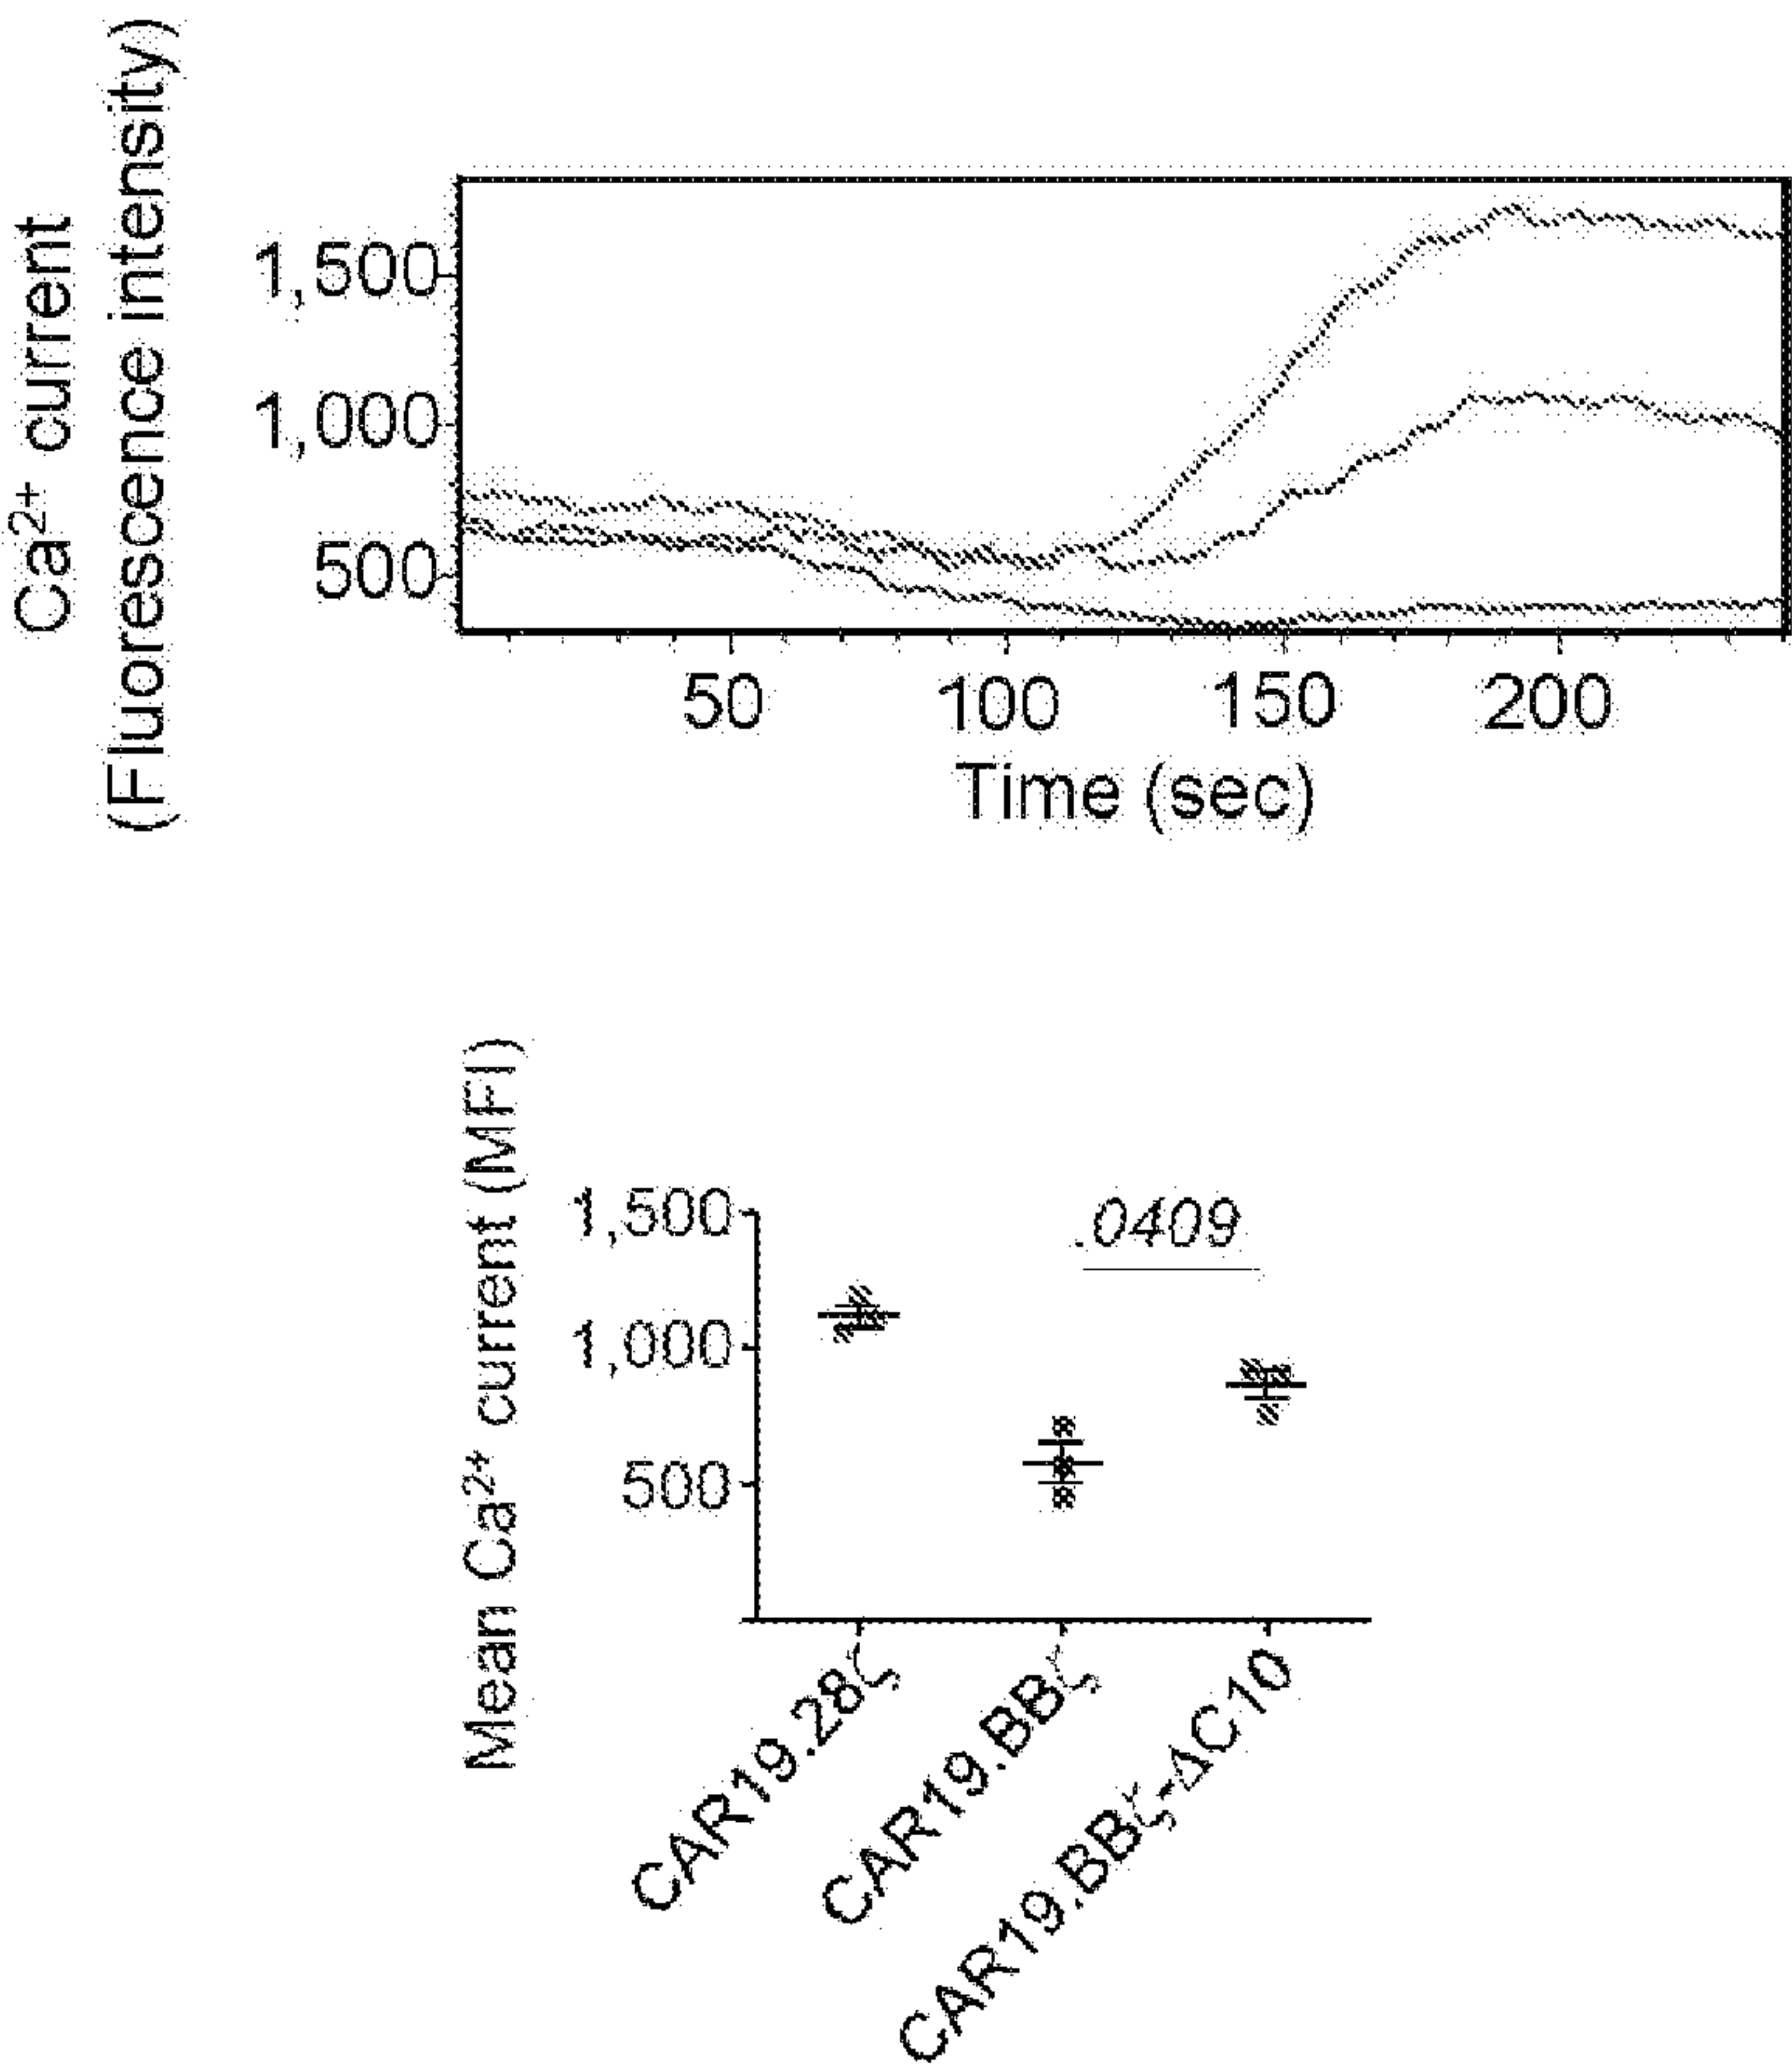 Ca²⁺ current
(Fluorescence intensity)
1,500
1,000
500
50 100 150 200
Time (sec)
Mean Ca²⁺ current (MFI)
1,500
1,000
500
.0409
CAR19.28ζ
CAR19.BBζ
CAR19.BBζ-ΔC10